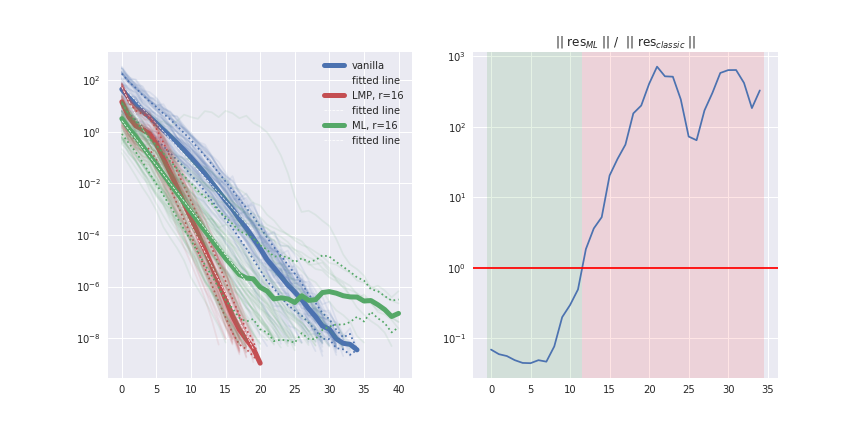 10² 10⁰ 10⁻² 10⁻⁴ 10⁻⁶ 10⁻⁸
vanilla
fitted line
LMP, r=16
fitted line
ML, r=16
fitted line
0 5 10 15 20 25 30 35 40
|| res_ML || / || res_classic ||
10³ 10² 10¹ 10⁰ 10⁻¹
0 5 10 15 20 25 30 35